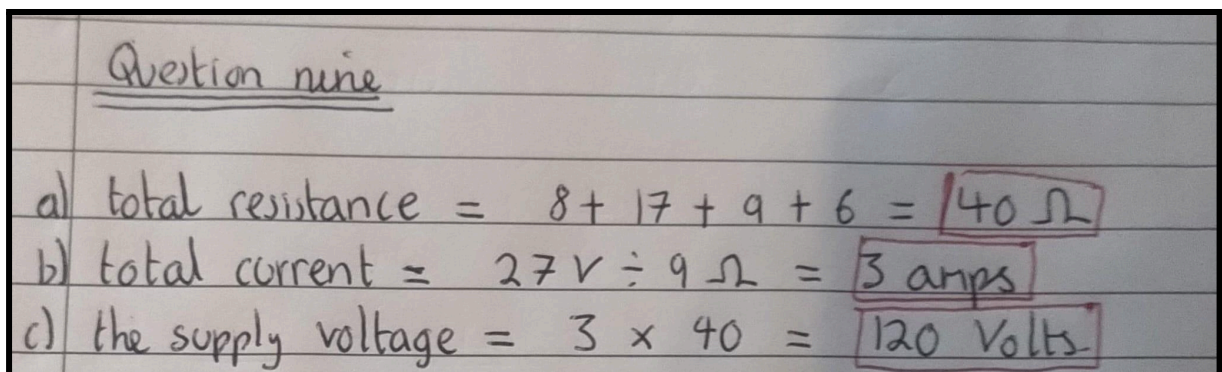 Question nine
a) total resistance = 8 + 17 + 9 + 6 = 40 Ω
b) total current = 27 V ÷ 9 Ω = 3 amps
c) the supply voltage = 3 x 40 = 120 Volts